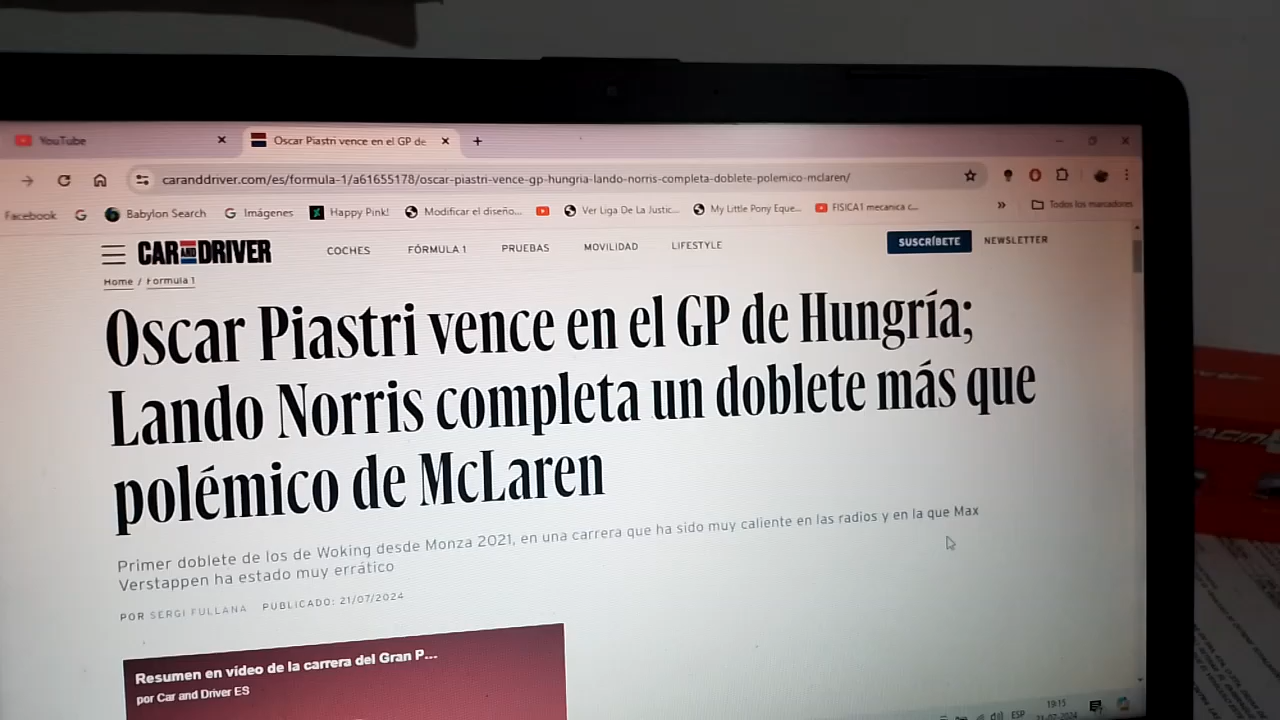 YouTube
Oscar Piastri vence en el GP de
caranddriver.com/es/formula-1/a61655178/oscar-piastri-vence-gp-hungria-lando-norris-completa-doblete-polemico-mclaren/
Facebook
Babylon Search
Imágenes
Happy Pink!
Modificar el diseño...
Ver Liga De La Justic...
My Little Pony Eque...
FISICA1 mecanica c...
Todos los marcadores
CAR AND DRIVER
COCHES
FÓRMULA 1
PRUEBAS
MOVILIDAD
LIFESTYLE
SUSCRÍBETE
NEWSLETTER
Home / Formula 1
Oscar Piastri vence en el GP de Hungría;
Lando Norris completa un doblete más que
polémico de McLaren
Primer doblete de los de Woking desde Monza 2021, en una carrera que ha sido muy caliente en las radios y en la que Max
Verstappen ha estado muy errático
POR SERGI FULLANA PUBLICADO: 21/07/2024
Resumen en vídeo de la carrera del Gran P...
por Car and Driver ES
ESP
19:15
21-07-2024